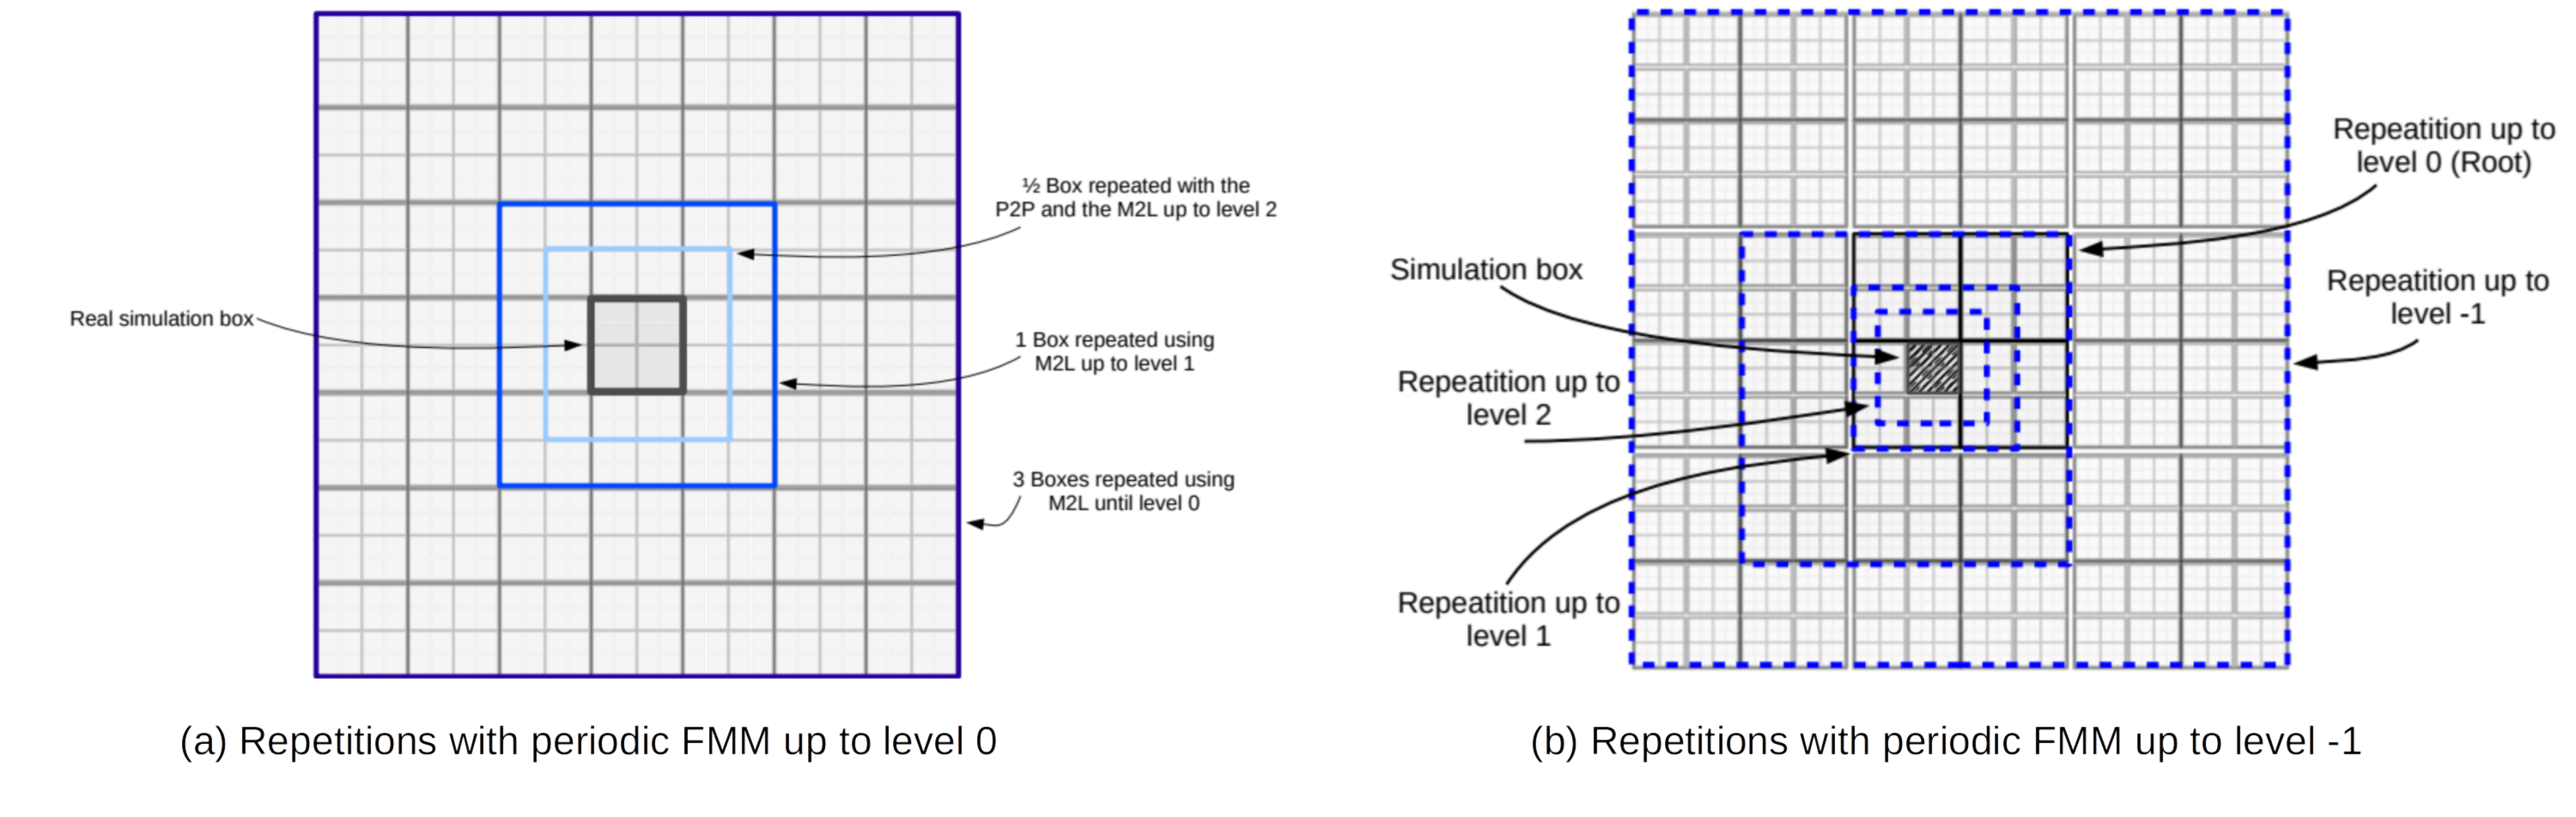 ½ Box repeated with the
P2P and the M2L up to level 2
Real simulation box
1 Box repeated using
M2L up to level 1
3 Boxes repeated using
M2L until level 0
(a) Repetitions with periodic FMM up to level 0
Repeatition up to
level 0 (Root)
Simulation box
Repeatition up to
level -1
Repeatition up to
level 2
Repeatition up to
level 1
(b) Repetitions with periodic FMM up to level -1